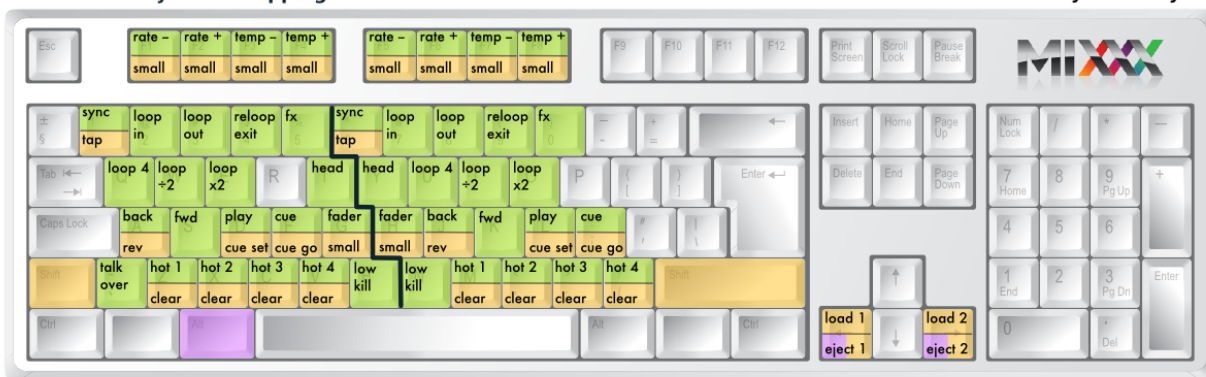 Esc rate – rate + temp – temp + rate – rate + temp – temp + F9 F10 F11 F12 Print Screen Scroll Lock Pause Break MIXXX
small small small small small small small small
± § sync loop in loop out reloop exit fx sync loop in loop out reloop exit fx – - + = ← Insert Home Page Up Num Lock / * —
tap tap
Tab loop 4 loop ÷2 loop x2 R head head loop 4 loop ÷2 loop x2 P { [ } ] Enter Delete End Page Down 7 Home 8 9 Pg Up +
Caps Lock back fwd play cue fader fader back fwd play cue 4 5 6
rev cue set cue go small small rev cue set cue go
Shift talk over hot 1 hot 2 hot 3 hot 4 low kill low kill hot 1 hot 2 hot 3 hot 4 Shift ↑ 1 End 2 3 Pg Dn Enter
clear clear clear clear clear clear clear clear
Ctrl Alt Alt Ctrl load 1 ↓ load 2 0 . Del
eject 1 eject 2